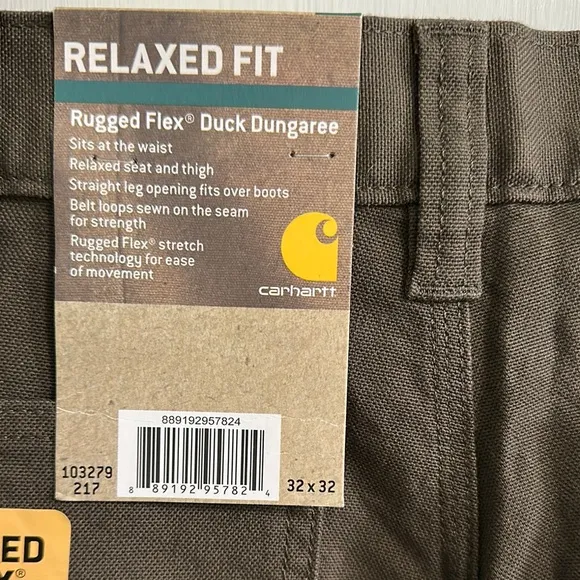 RELAXED FIT
Rugged Flex® Duck Dungaree
Sits at the waist
Relaxed seat and thigh
Straight leg opening fits over boots
Belt loops sewn on the seam
for strength
Rugged Flex® stretch
technology for ease
of movement
carhartt
889192957824
103279
217
8 89192 95782 4
32 x 32
ED
X®